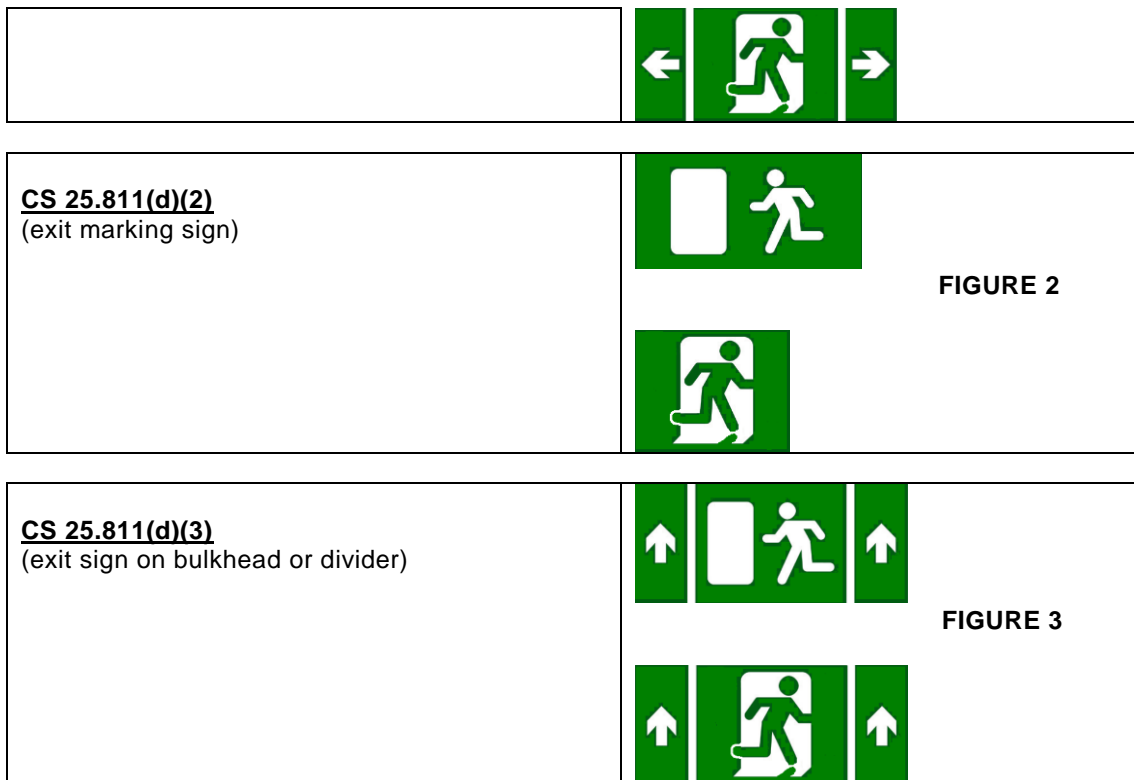 CS 25.811(d)(2)
(exit marking sign)
FIGURE 2
CS 25.811(d)(3)
(exit sign on bulkhead or divider)
FIGURE 3